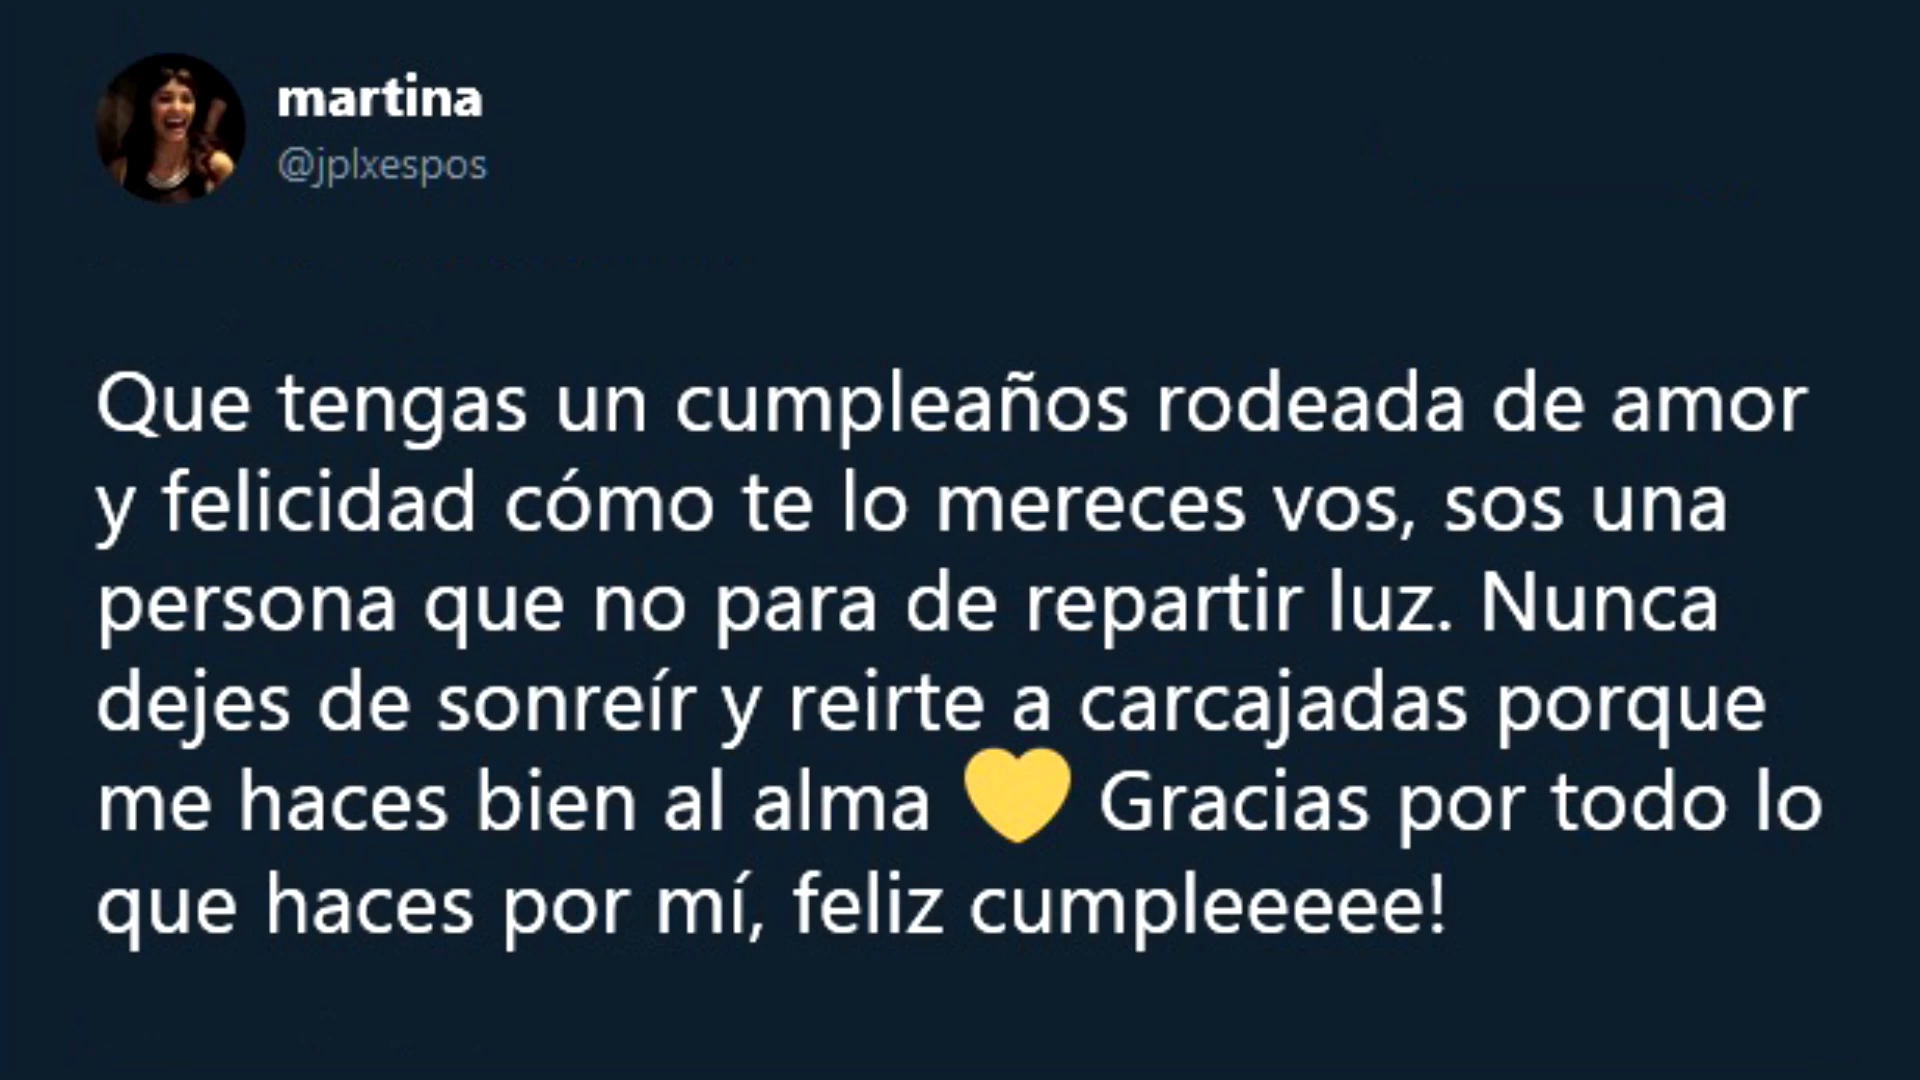 martina
@jplxespos
Que tengas un cumpleaños rodeada de amor
y felicidad cómo te lo mereces vos, sos una
persona que no para de repartir luz. Nunca
dejes de sonreír y reirte a carcajadas porque
me haces bien al alma 💛 Gracias por todo lo
que haces por mí, feliz cumpleeeee!